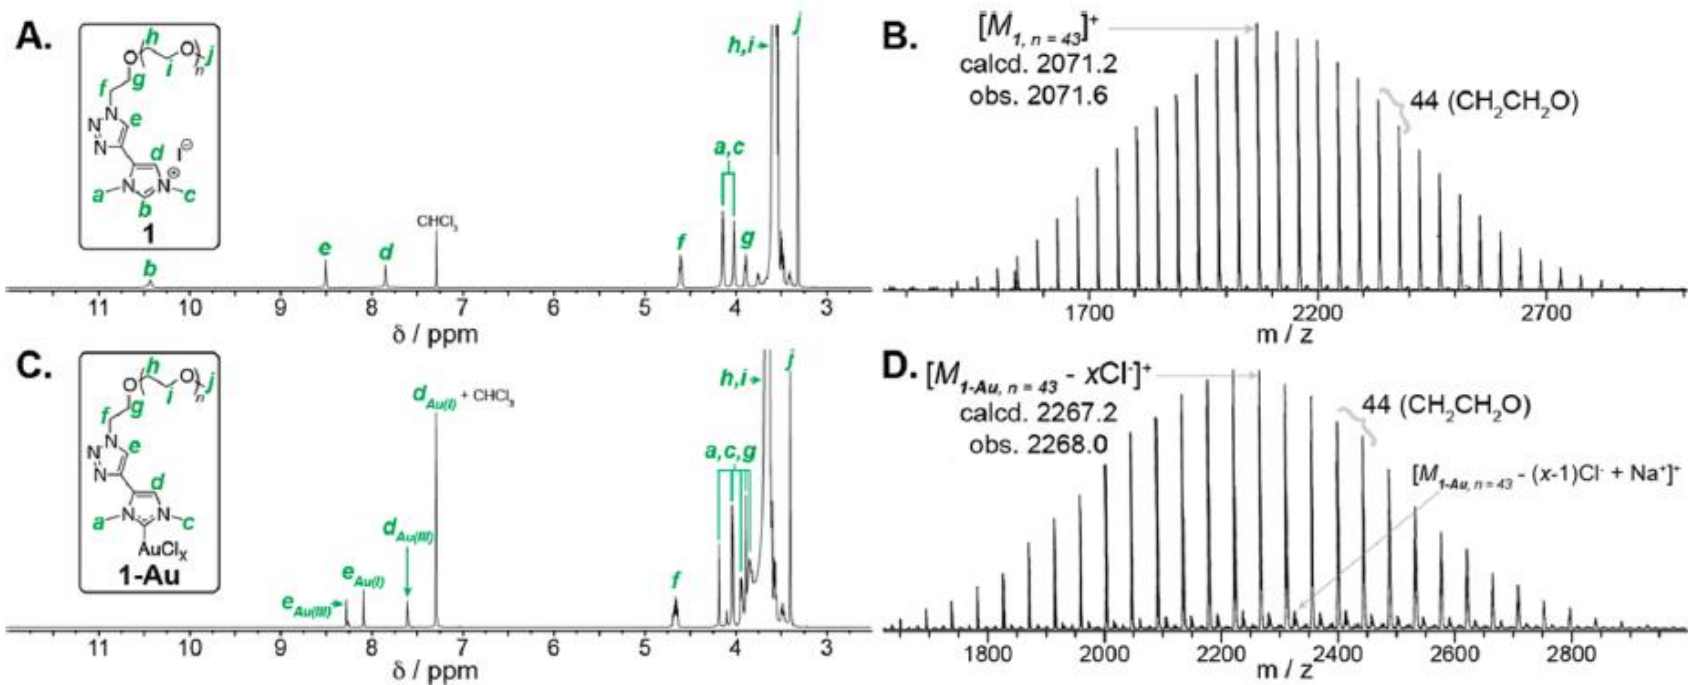 A.
h
O
O
j
i
n
f
g
N
N
N
e
d
I⊖
a
N
⊕
N
c
b
1
b
e
d
CHCl3
f
a,c
g
h,i
j
11 10 9 8 7 6 5 4 3
δ / ppm
B.
[M1, n = 43]+
calcd. 2071.2
obs. 2071.6
44 (CH2CH2O)
1700 2200 2700
m / z
C.
h
O
O
j
i
n
f
g
N
N
N
e
d
a
N
N
c
AuClX
1-Au
eAu(III)
eAu(I)
dAu(III)
dAu(I) + CHCl3
f
a,c,g
h,i
j
11 10 9 8 7 6 5 4 3
δ / ppm
D.
[M1-Au, n = 43 - xCl-]+
calcd. 2267.2
obs. 2268.0
44 (CH2CH2O)
[M1-Au, n = 43 - (x-1)Cl- + Na+]+
1800 2000 2200 2400 2600 2800
m / z